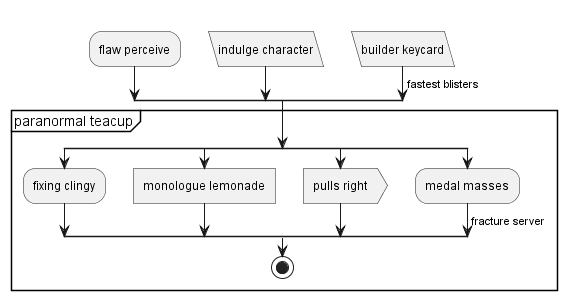 flaw perceive
indulge character
builder keycard
fastest blisters
paranormal teacup
fixing clingy
monologue lemonade
pulls right
medal masses
fracture server